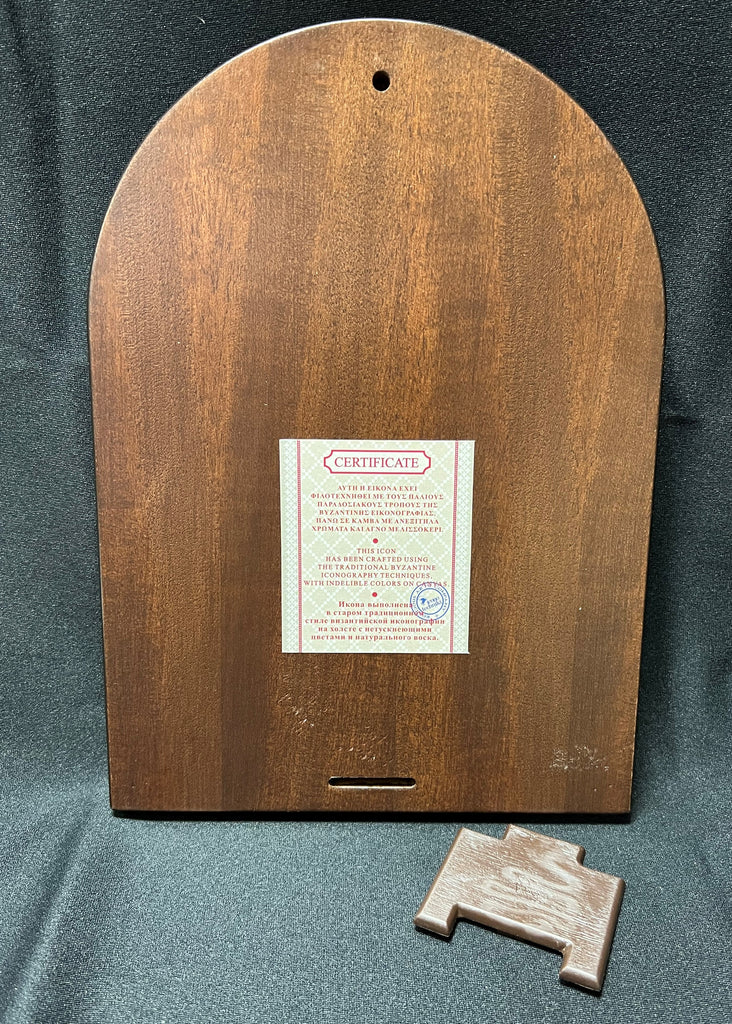 CERTIFICATE
ΑΥΤΗ Η ΕΙΚΟΝΑ ΕΧΕΙ
ΦΙΛΟΤΕΧΝΗΘΕΙ ΜΕ ΤΟΥΣ ΠΑΛΙΟΥΣ
ΠΑΡΑΔΟΣΙΑΚΟΥΣ ΤΡΟΠΟΥΣ ΤΗΣ
ΒΥΖΑΝΤΙΝΗΣ ΕΙΚΟΝΟΓΡΑΦΙΑΣ,
ΠΑΝΩ ΣΕ ΚΑΜΒΑ ΜΕ ΑΝΕΞΙΤΗΛΑ
ΧΡΩΜΑΤΑ ΚΑΙ ΑΓΝΟ ΜΕΛΙΣΣΟΚΕΡΙ.
THIS ICON
HAS BEEN CRAFTED USING
THE TRADITIONAL BYZANTINE
ICONOGRAPHY TECHNIQUES,
WITH INDELIBLE COLORS ON CANVAS.
Икона выполнена
в старом традиционном
стиле византийской иконографии
на холсте с нетускнеющими
цветами и натурального воска.